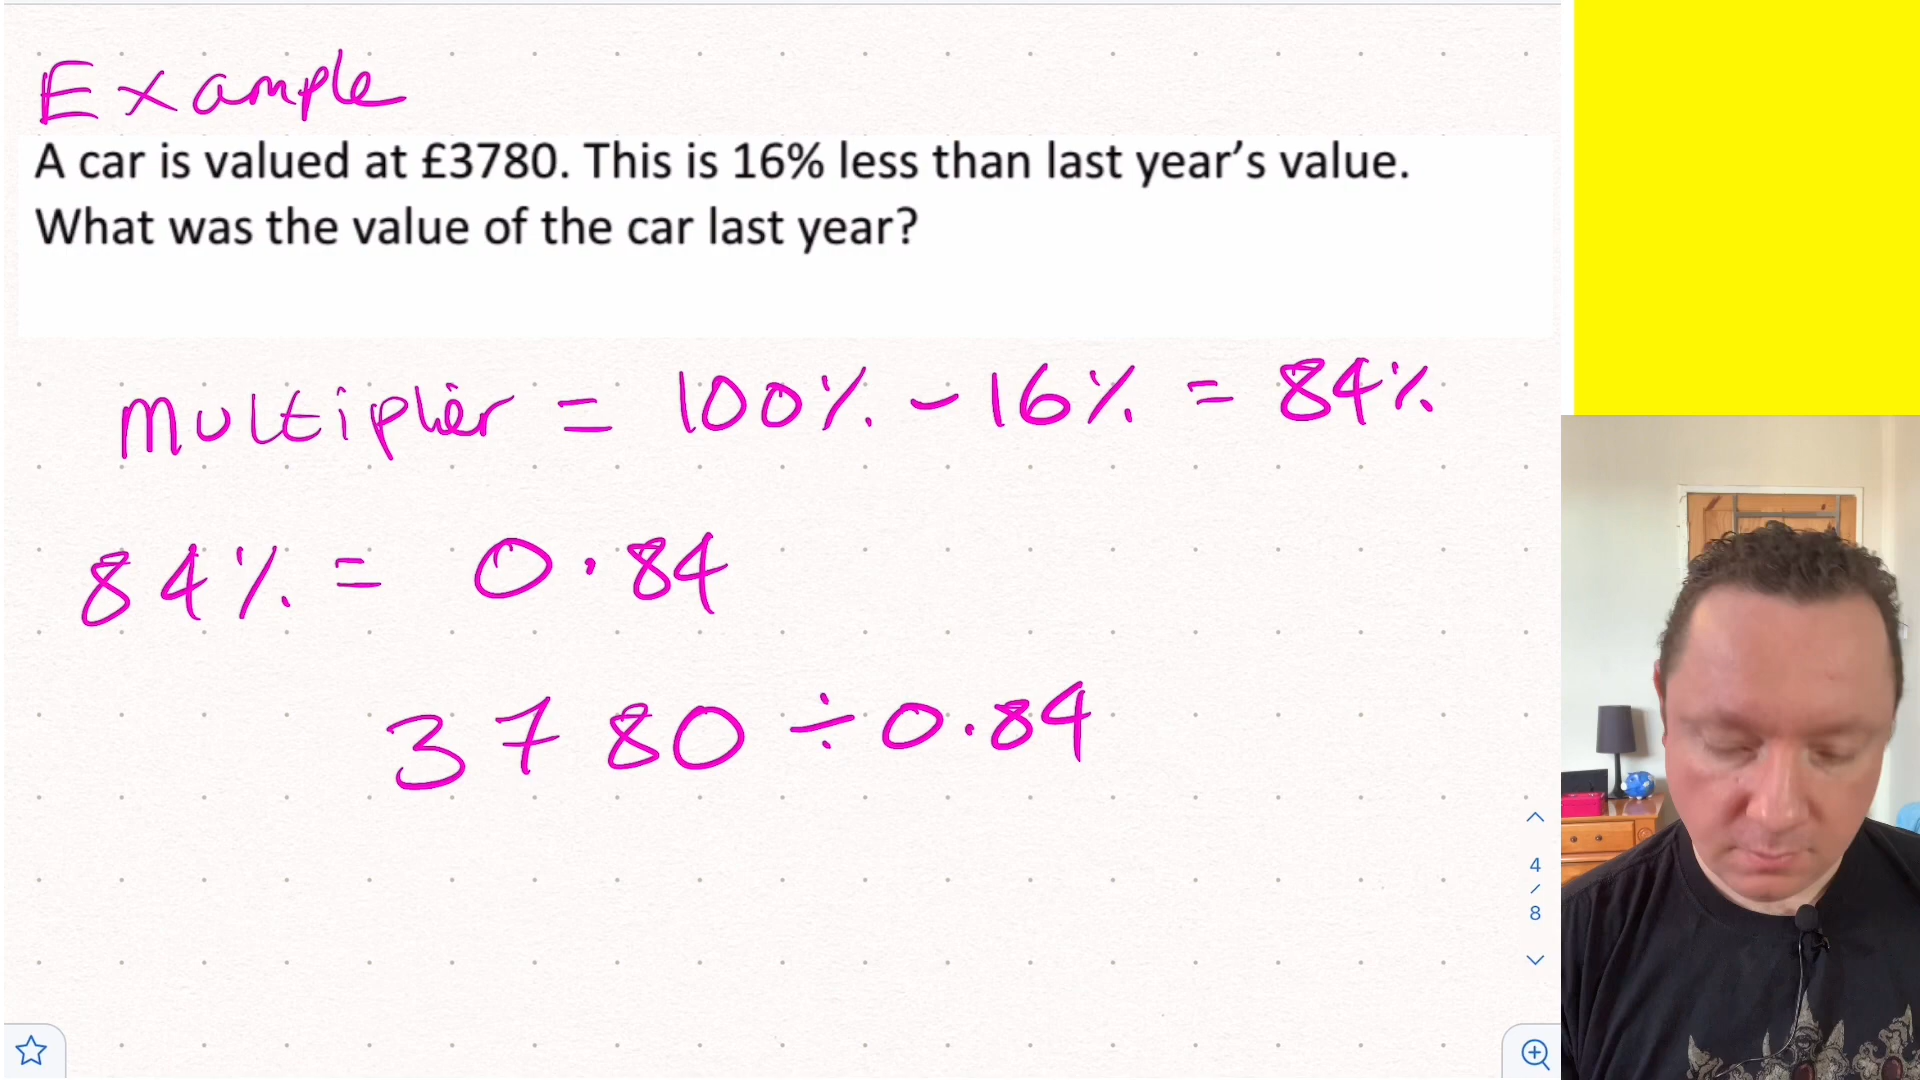 Example
A car is valued at £3780. This is 16% less than last year’s value.
What was the value of the car last year?
multiplier = 100% - 16% = 84%
84% = 0.84
3780 ÷ 0.84
4
/
8